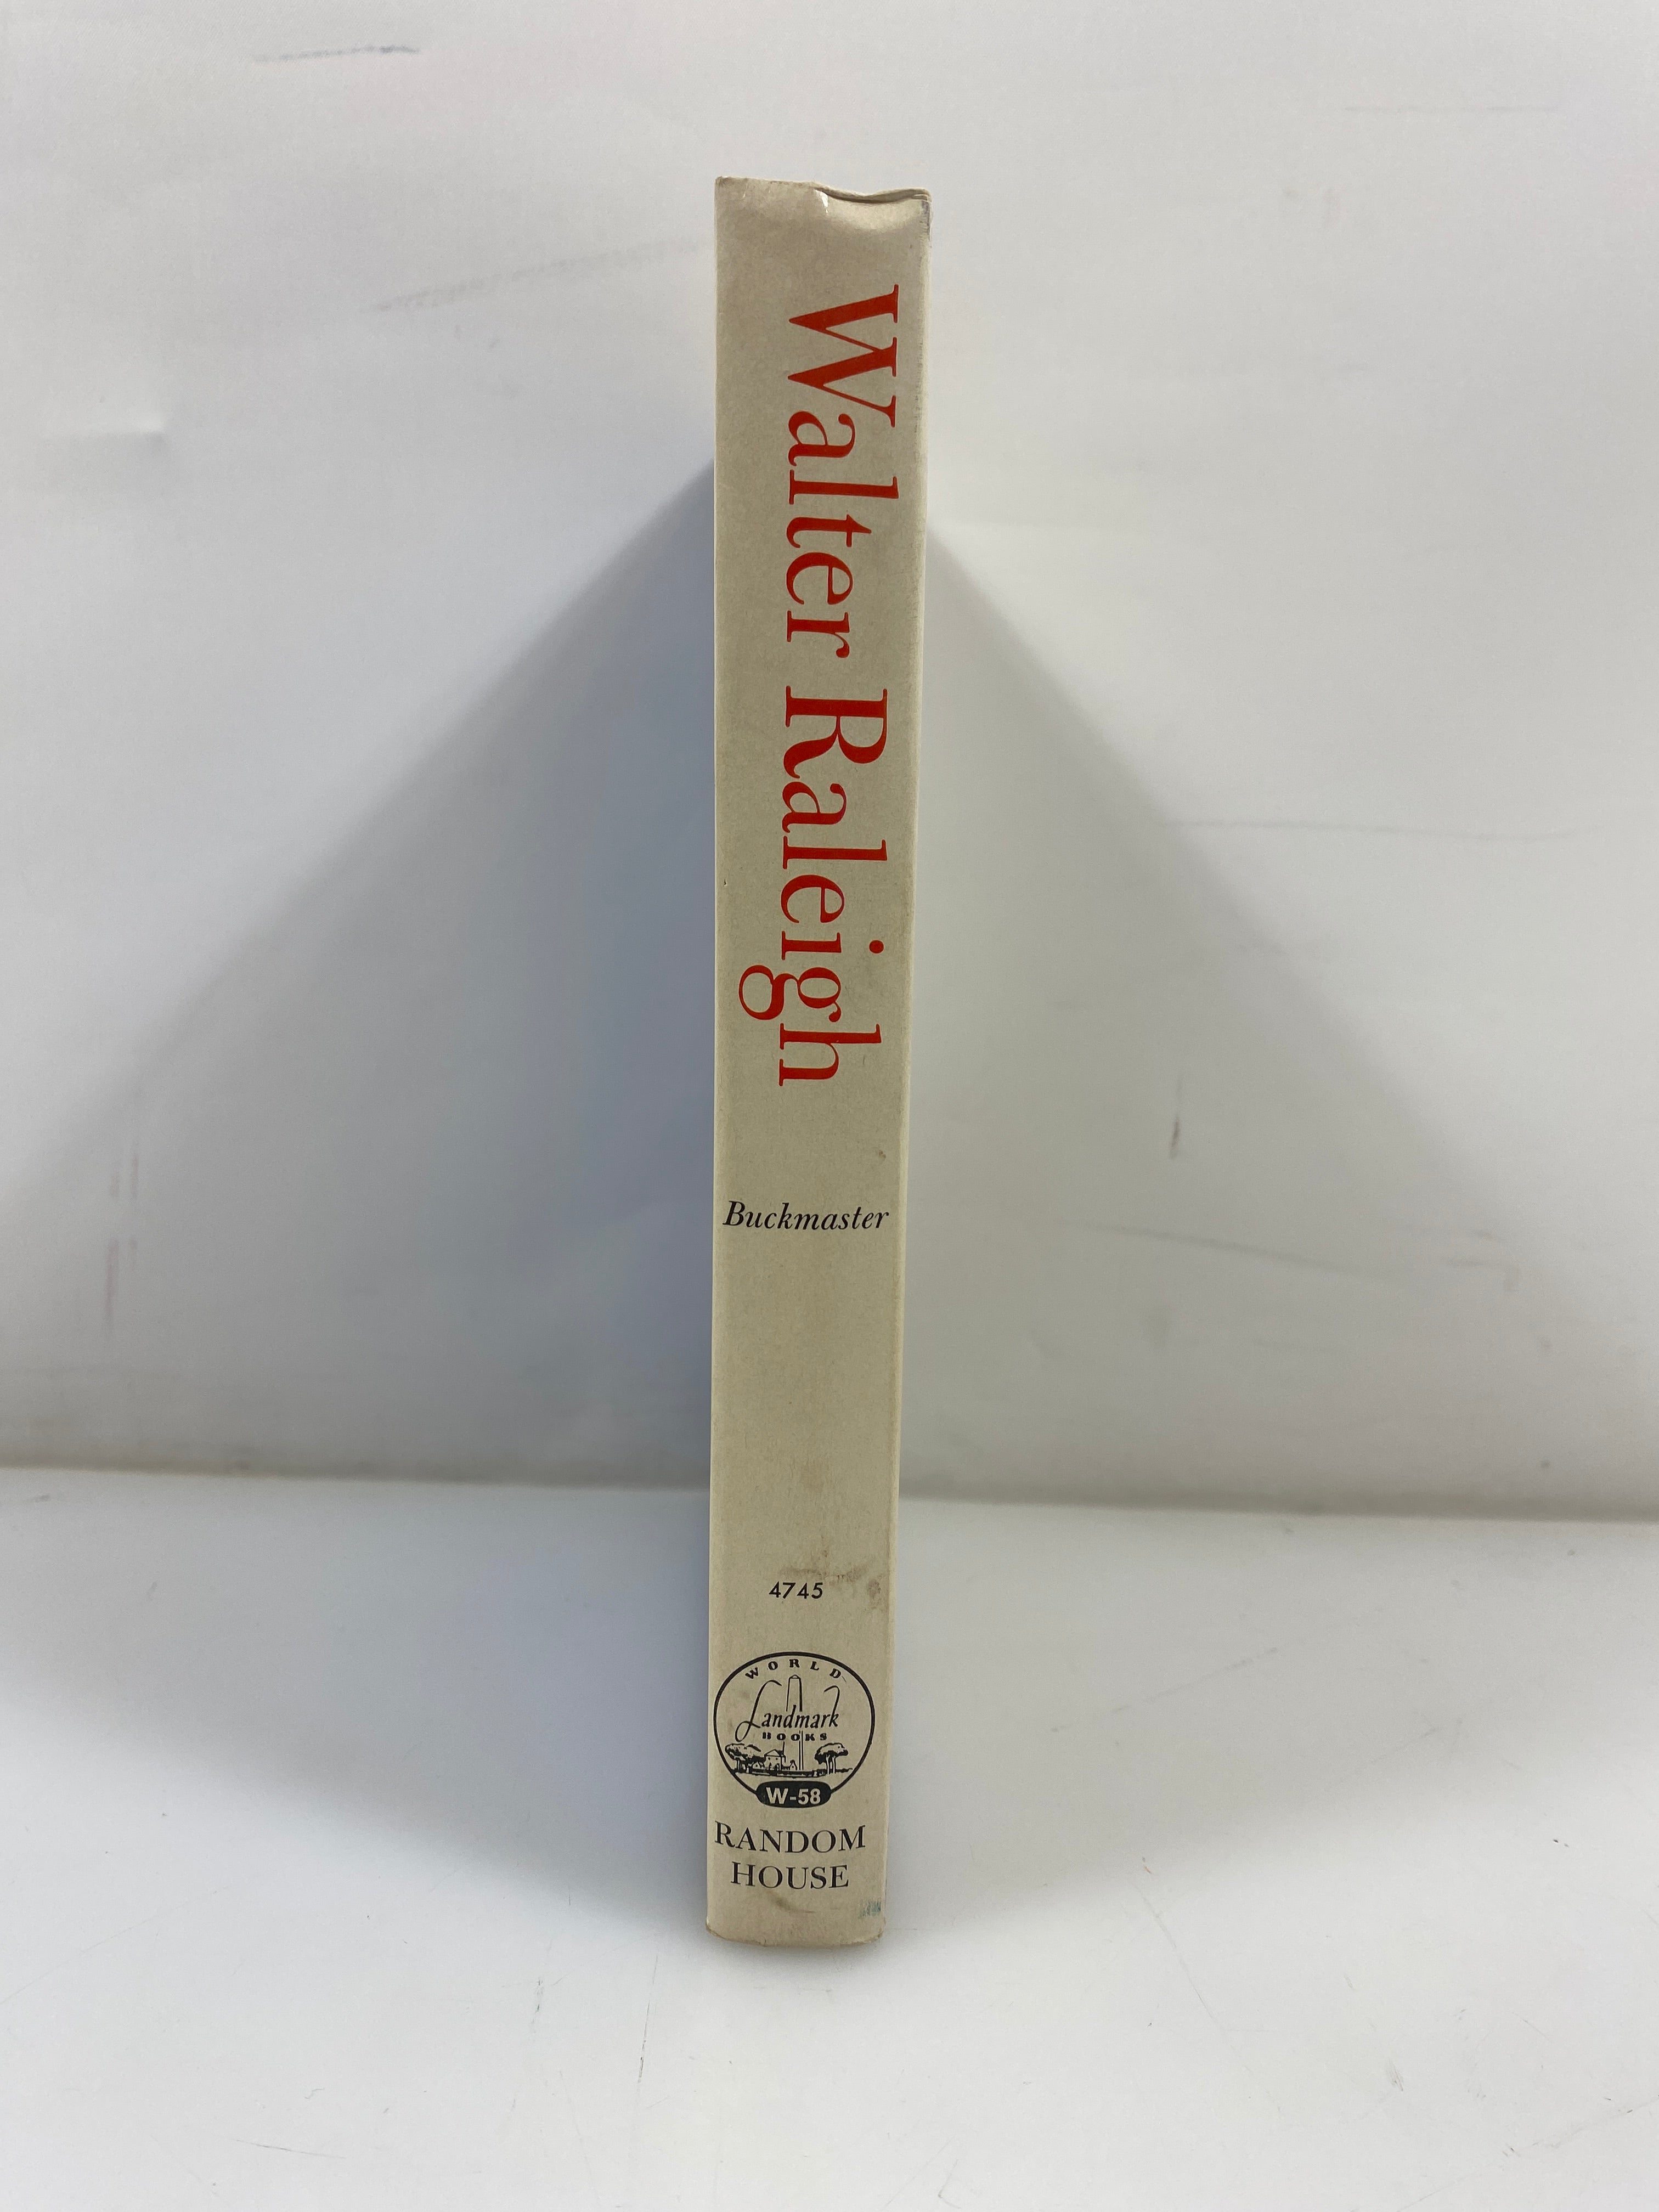 Walter Raleigh
Buckmaster
4745
WORLD
Landmark
BOOKS
W-58
RANDOM
HOUSE